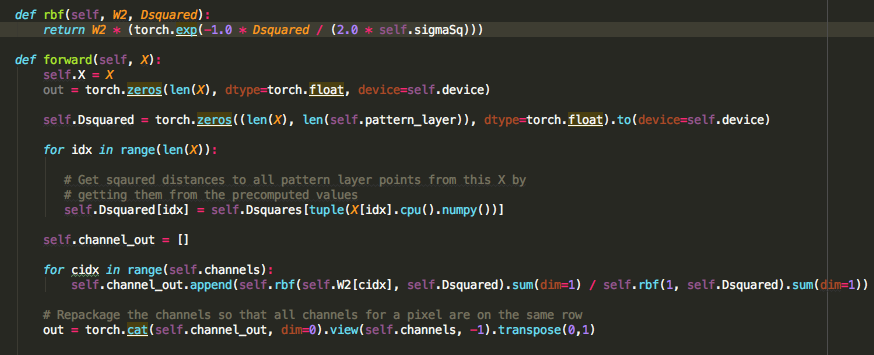 def rbf(self, W2, Dsquared):
    return W2 * (torch.exp(-1.0 * Dsquared / (2.0 * self.sigmaSq)))
def forward(self, X):
    self.X = X
    out = torch.zeros(len(X), dtype=torch.float, device=self.device)
    self.Dsquared = torch.zeros((len(X), len(self.pattern_layer)), dtype=torch.float).to(device=self.device)
    for idx in range(len(X)):
        # Get sqaured distances to all pattern layer points from this X by
        # getting them from the precomputed values
        self.Dsquared[idx] = self.Dsquares[tuple(X[idx].cpu().numpy())]
    self.channel_out = []
    for cidx in range(self.channels):
        self.channel_out.append(self.rbf(self.W2[cidx], self.Dsquared).sum(dim=1) / self.rbf(1, self.Dsquared).sum(dim=1))
    # Repackage the channels so that all channels for a pixel are on the same row
    out = torch.cat(self.channel_out, dim=0).view(self.channels, -1).transpose(0,1)